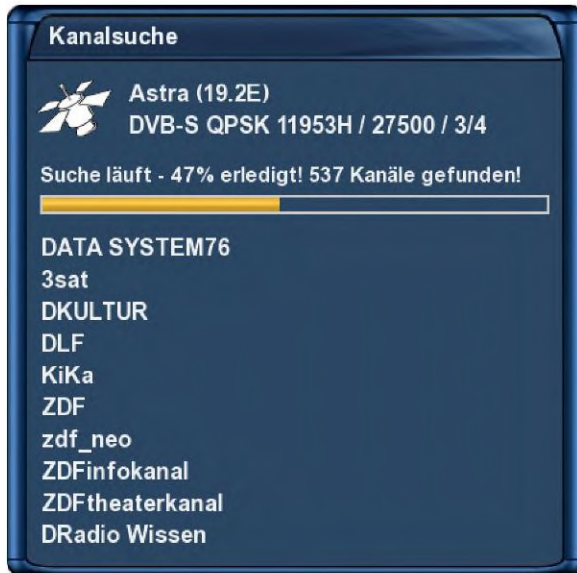 Kanalsuche
Astra (19.2E)
DVB-S QPSK 11953H / 27500 / 3/4
Suche läuft - 47% erledigt! 537 Kanäle gefunden!
DATA SYSTEM76
3sat
DKULTUR
DLF
KiKa
ZDF
zdf_neo
ZDFinfokanal
ZDFtheaterkanal
DRadio Wissen